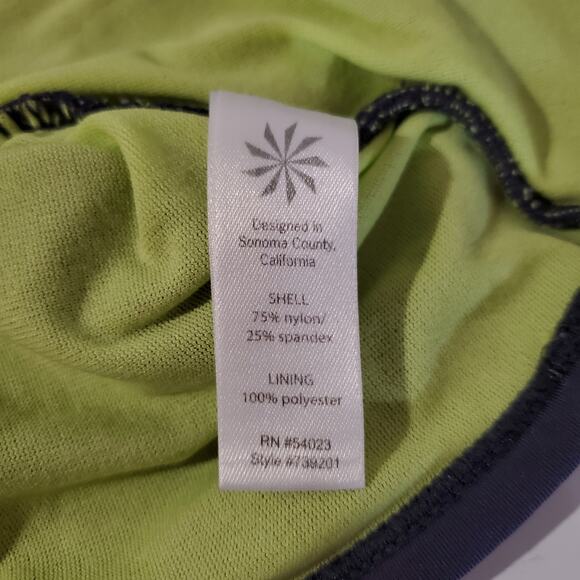 Designed in
Sonoma County,
California
SHELL
75% nylon/
25% spandex
LINING
100% polyester
RN #54023
Style #739201